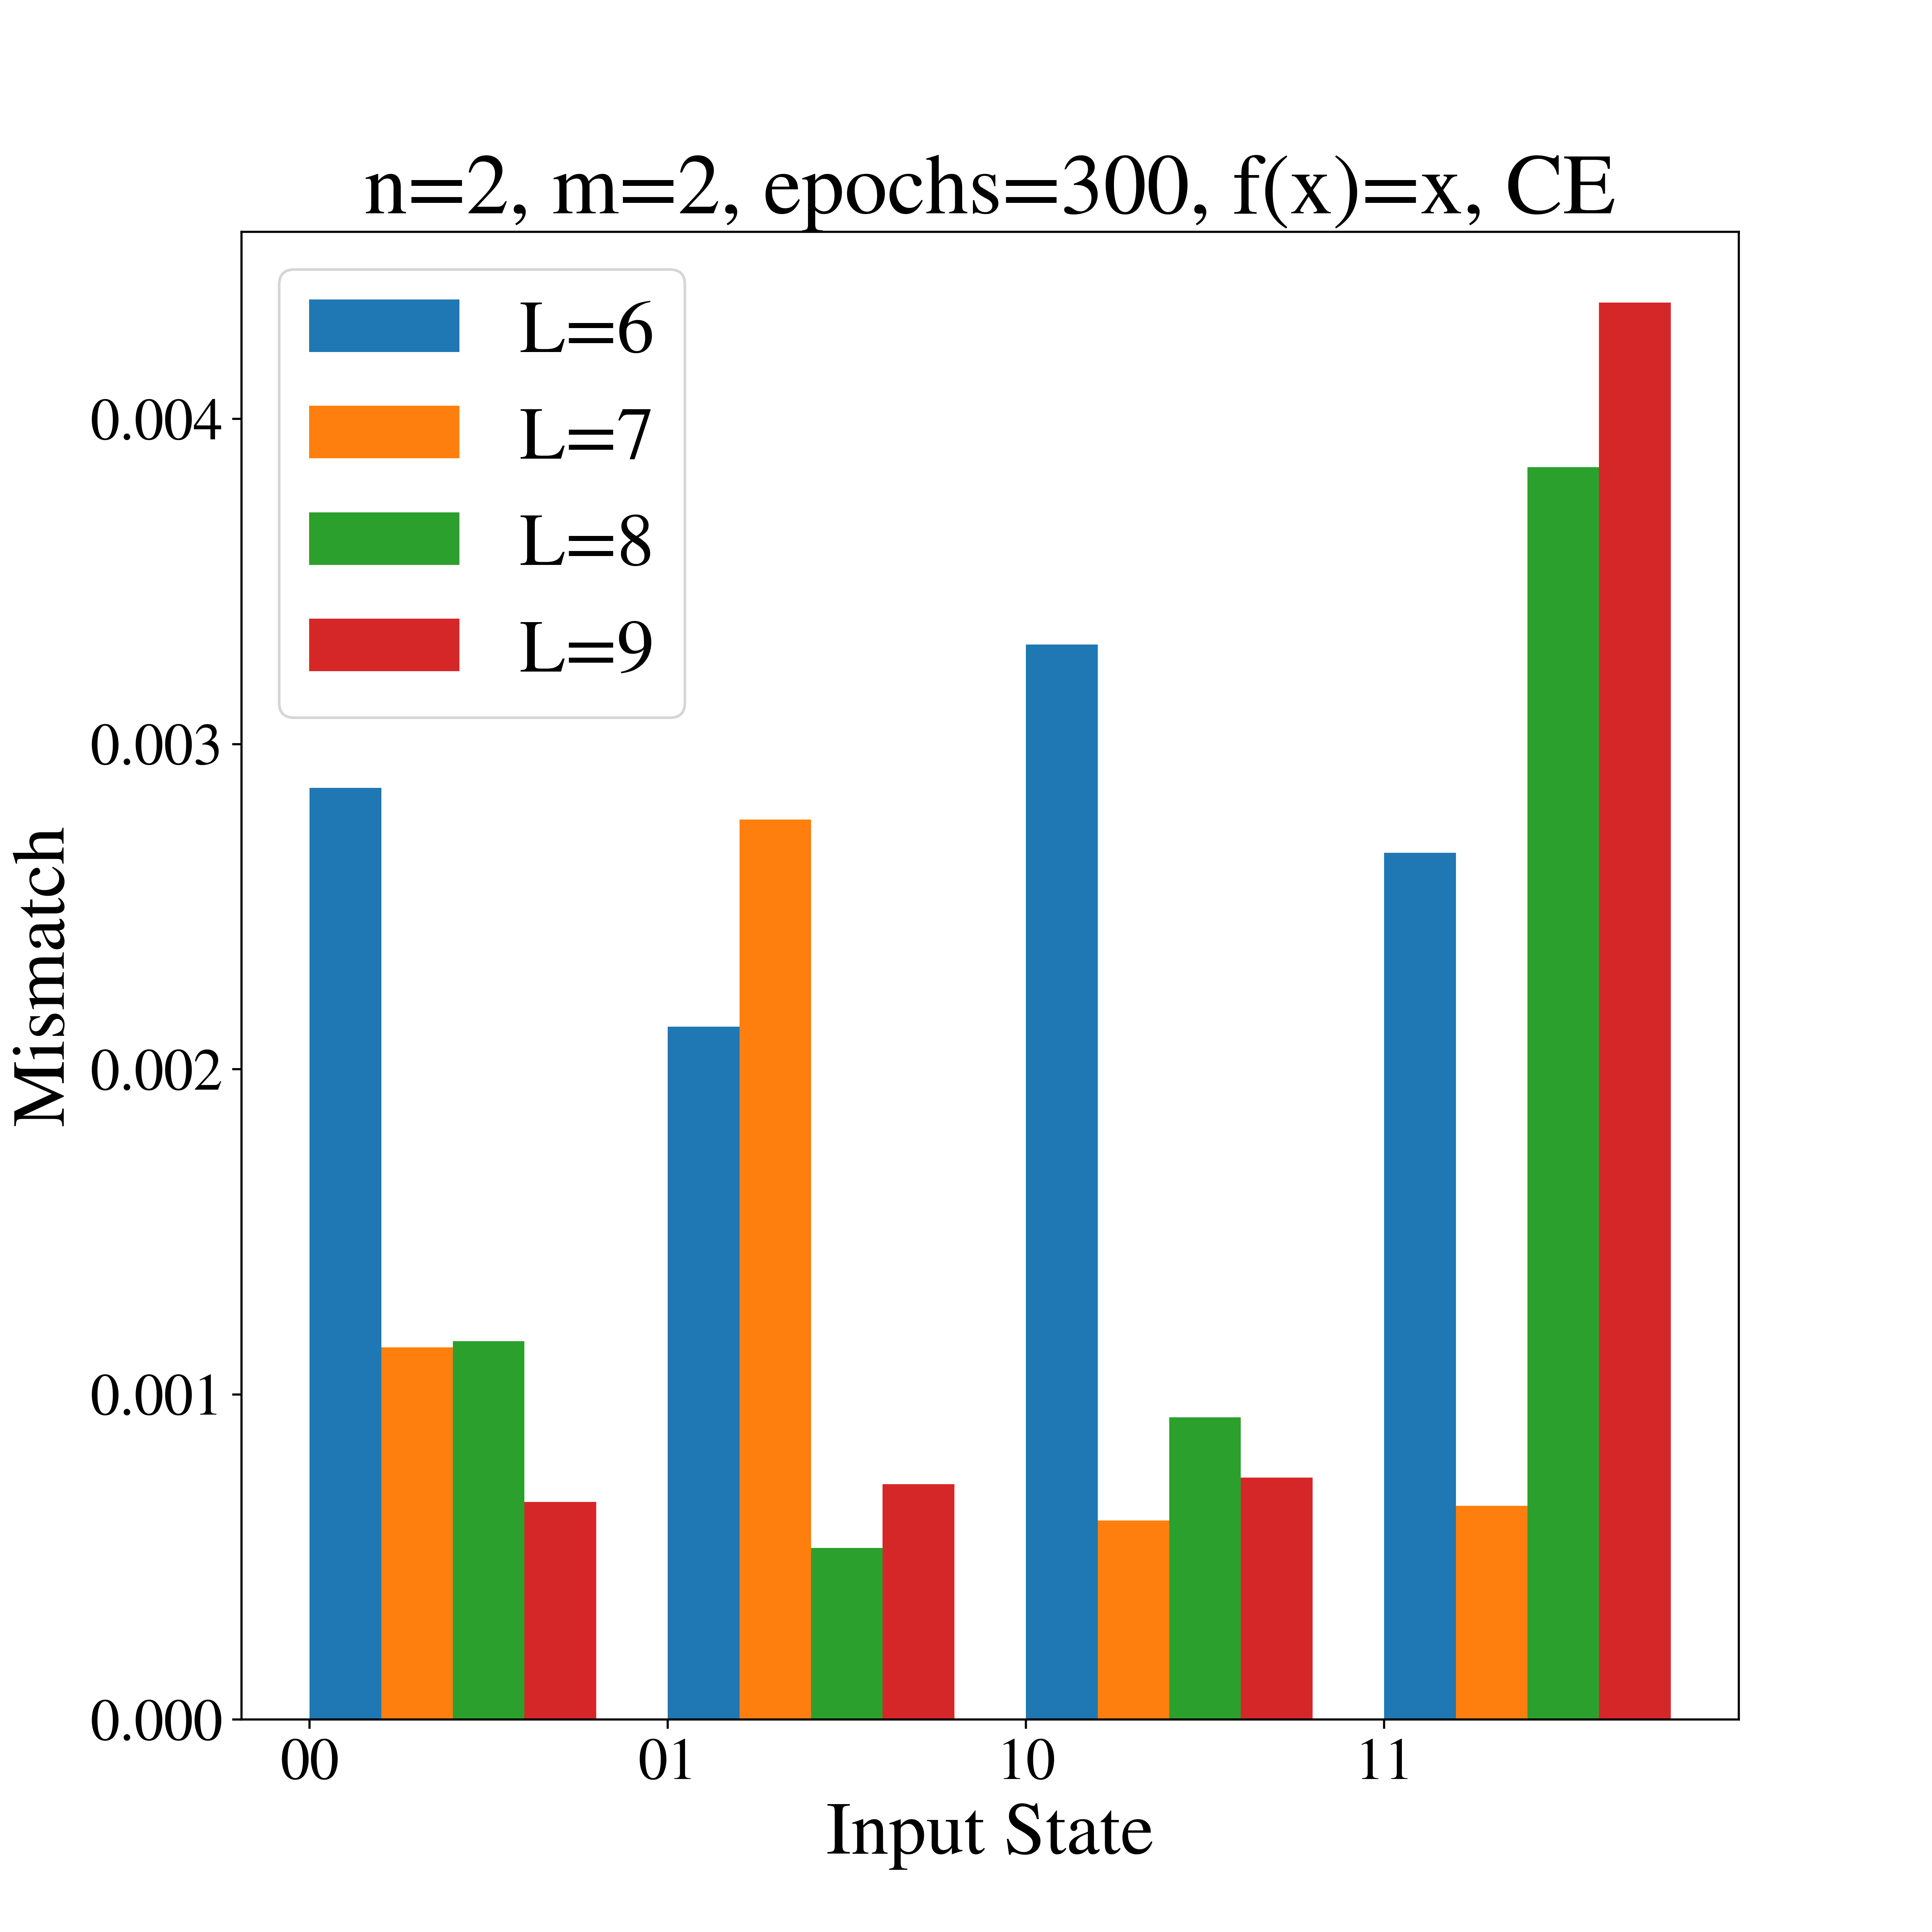 n=2, m=2, epochs=300, f(x)=x, CE
L=6
L=7
L=8
L=9
0.004
0.003
0.002
0.001
0.000
Mismatch
00 01 10 11
Input State